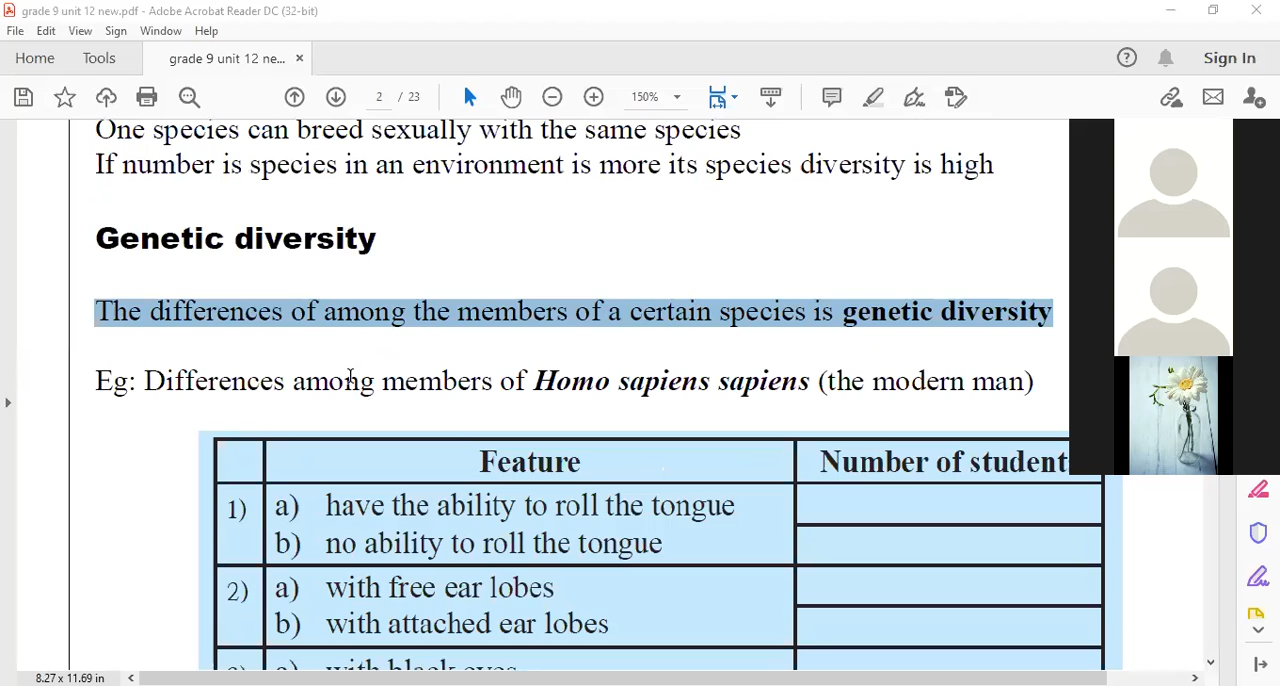 grade 9 unit 12 new.pdf - Adobe Acrobat Reader DC (32-bit)
File Edit View Sign Window Help
Home Tools grade 9 unit 12 ne... × Sign In
2 / 23 150%
One species can breed sexually with the same species
If number is species in an environment is more its species diversity is high
Genetic diversity
The differences of among the members of a certain species is genetic diversity
Eg: Differences among members of Homo sapiens sapiens (the modern man)
Feature Number of student
1) a) have the ability to roll the tongue
b) no ability to roll the tongue
2) a) with free ear lobes
b) with attached ear lobes
a) with black eyes
8.27 x 11.69 in